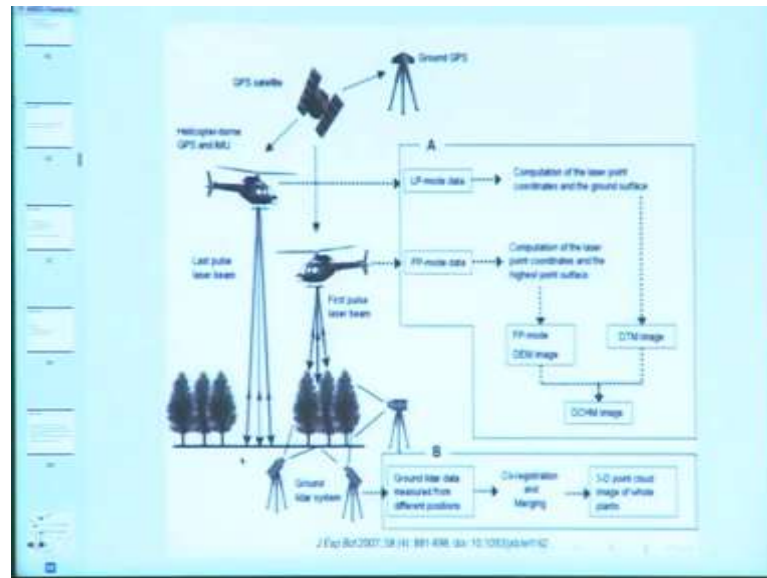 GPS satellite
Ground GPS
Helicopter-borne
GPS and IMU
A
LP-mode data
Computation of the laser point
coordinates and the ground surface
Last pulse
laser beam
FP-mode data
Computation of the laser
point coordinates and the
highest point surface
First pulse
laser beam
FP-mode
DEM image
DTM image
DCHM image
B
Ground
lidar system
Ground lidar data
measured from
different positions
Co-registration
and
Merging
3-D point cloud
image of whole
plants
J Exp Bot 2007; 58 (4): 881-898, doi: